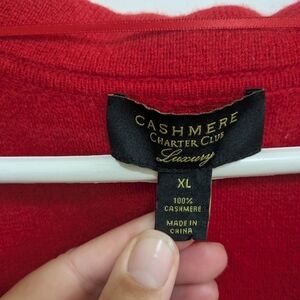 CASHMERE
CHARTER CLUB
Luxury
XL
100%
CASHMERE
MADE IN
CHINA